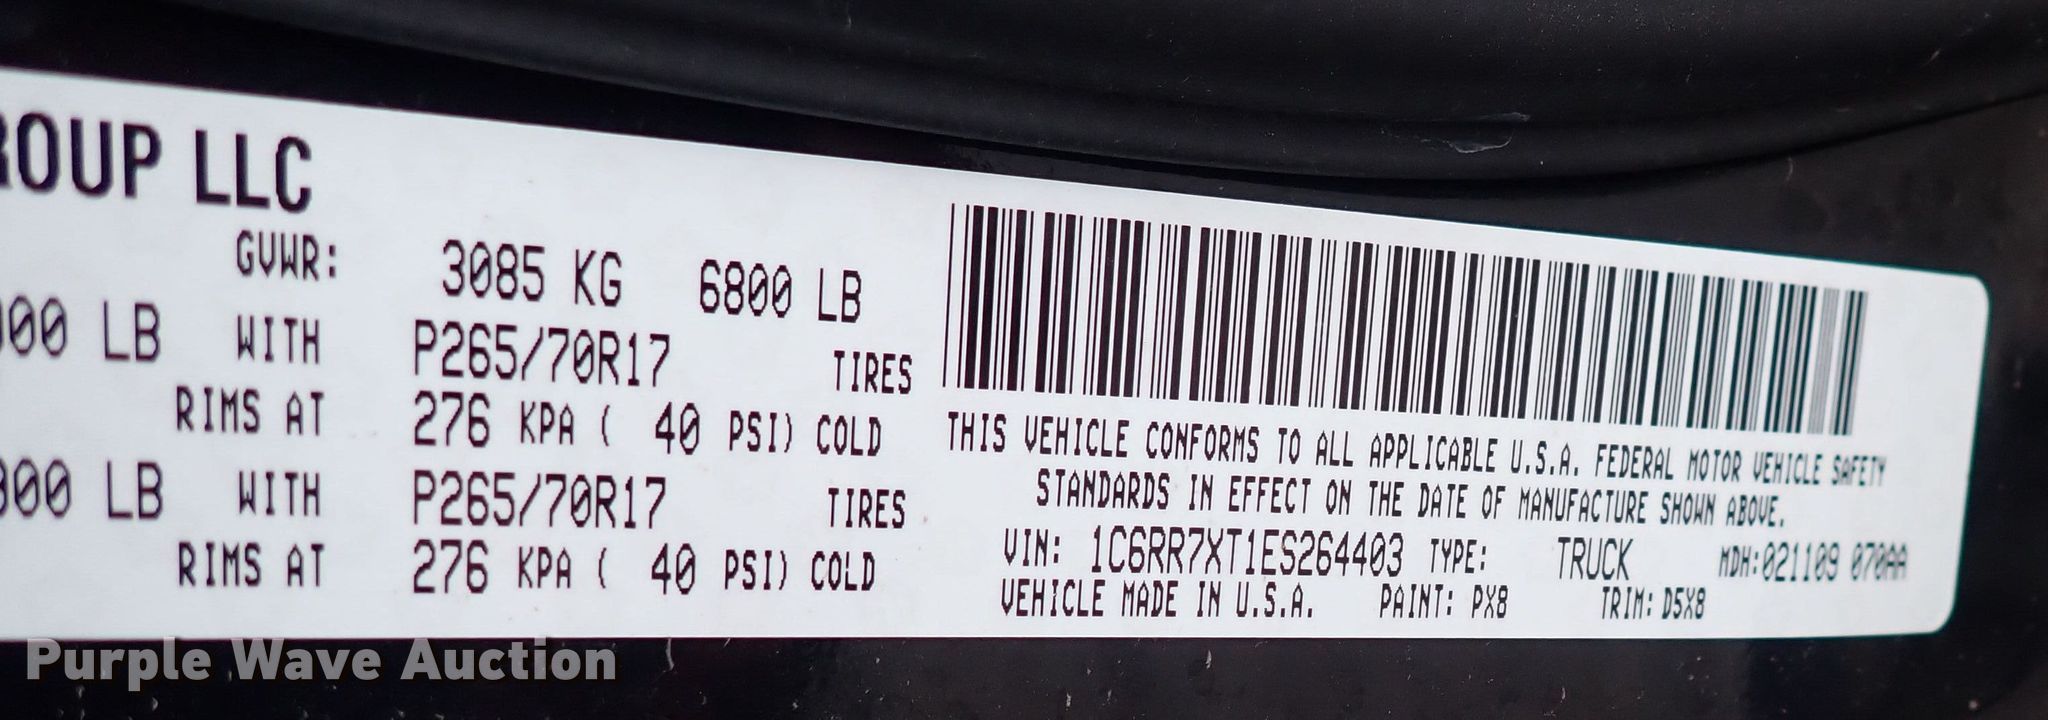 GROUP LLC
GVWR: 3085 KG 6800 LB
00 LB WITH P265/70R17 TIRES
RIMS AT 276 KPA ( 40 PSI) COLD
00 LB WITH P265/70R17 TIRES
RIMS AT 276 KPA ( 40 PSI) COLD
THIS VEHICLE CONFORMS TO ALL APPLICABLE U.S.A. FEDERAL MOTOR VEHICLE SAFETY
STANDARDS IN EFFECT ON THE DATE OF MANUFACTURE SHOWN ABOVE.
VIN: 1C6RR7XT1ES264403 TYPE: TRUCK MDH:021109 070AA
VEHICLE MADE IN U.S.A. PAINT: PX8 TRIM: D5X8
Purple Wave Auction